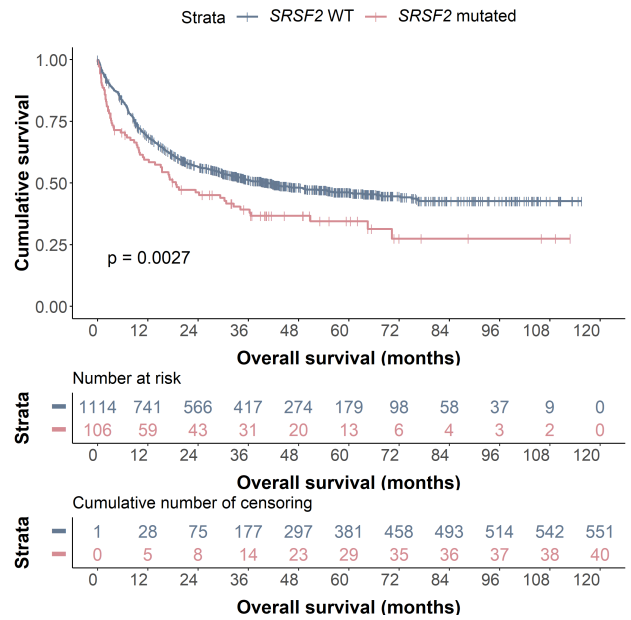 Strata SRSF2 WT SRSF2 mutated
Cumulative survival
1.00
0.75
0.50
0.25
0.00
p = 0.0027
0 12 24 36 48 60 72 84 96 108 120
Overall survival (months)
Number at risk
Strata
1114 741 566 417 274 179 98 58 37 9 0
106 59 43 31 20 13 6 4 3 2 0
0 12 24 36 48 60 72 84 96 108 120
Overall survival (months)
Cumulative number of censoring
Strata
1 28 75 177 297 381 458 493 514 542 551
0 5 8 14 23 29 35 36 37 38 40
0 12 24 36 48 60 72 84 96 108 120
Overall survival (months)